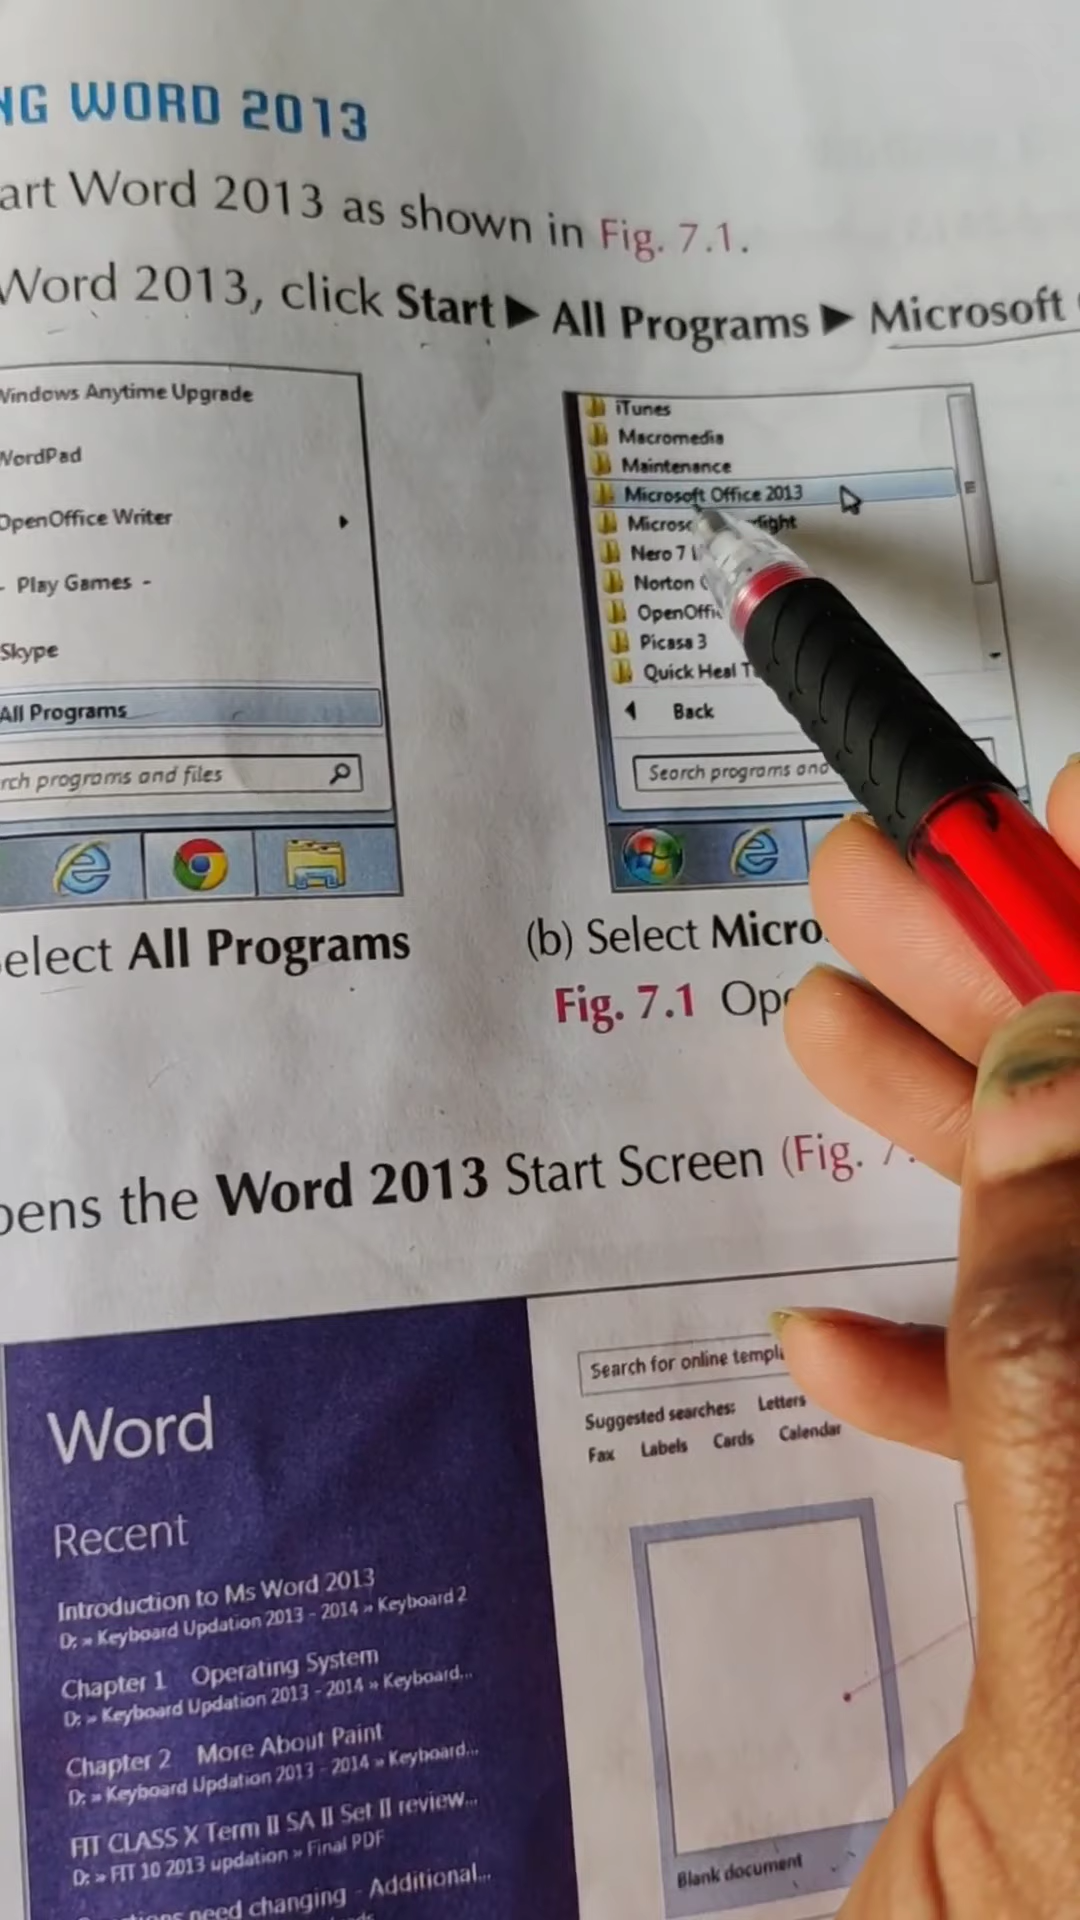 NG WORD 2013
art Word 2013 as shown in Fig. 7.1.
Word 2013, click Start ▶ All Programs ▶ Microsoft
Windows Anytime Upgrade
WordPad
OpenOffice Writer
- Play Games -
Skype
All Programs
rch programs and files
iTunes
Macromedia
Maintenance
Microsoft Office 2013
Nero 7
Norton
OpenOffi
Picasa 3
Quick Heal T
Back
Search programs and
elect All Programs
(b) Select Micro
Fig. 7.1 Ope
pens the Word 2013 Start Screen (Fig. 7.
Word
Recent
Introduction to Ms Word 2013
D: » Keyboard Updation 2013 - 2014 » Keyboard 2
Chapter 1 Operating System
D: » Keyboard Updation 2013 - 2014 » Keyboard...
Chapter 2 More About Paint
D: » Keyboard Updation 2013 - 2014 » Keyboard...
FIT CLASS X Term II SA II Set II review...
D: » FIT 10 2013 updation » Final PDF
need changing - Additional...
Search for online templa
Suggested searches: Letters
Fax Labels Cards Calendar
Blank document